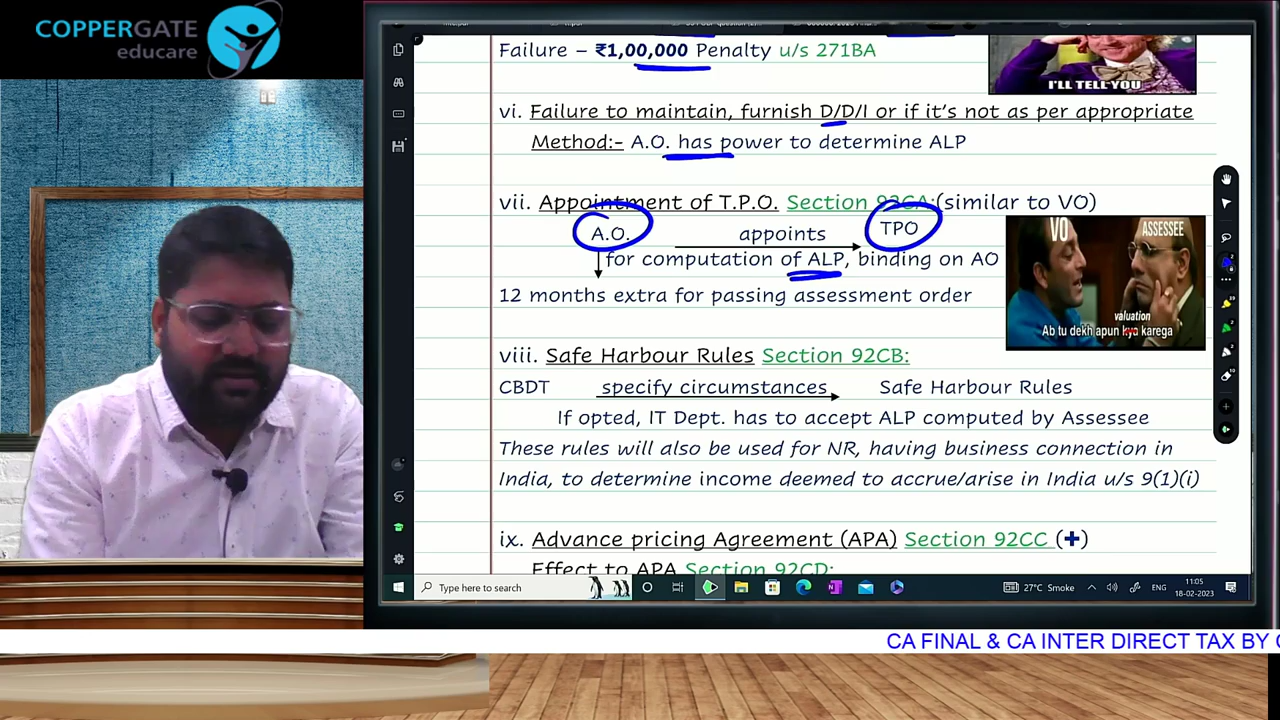 COPPERGATE
educare
Failure – ₹1,00,000 Penalty u/s 271BA
I'LL TELL YOU
vi. Failure to maintain, furnish D/D/I or if it's not as per appropriate
Method:- A.O. has power to determine ALP
vii. Appointment of T.P.O. Section 92CA:(similar to VO)
A.O. appoints TPO
for computation of ALP, binding on AO
12 months extra for passing assessment order
VO ASSESSEE
valuation
Ab tu dekh apun kya karega
viii. Safe Harbour Rules Section 92CB:
CBDT specify circumstances Safe Harbour Rules
If opted, IT Dept. has to accept ALP computed by Assessee
These rules will also be used for NR, having business connection in
India, to determine income deemed to accrue/arise in India u/s 9(1)(i)
ix. Advance pricing Agreement (APA) Section 92CC (+)
Effect to APA Section 92CD:
Type here to search
27°C Smoke
ENG
11:05
18-02-2023
CA FINAL & CA INTER DIRECT TAX BY